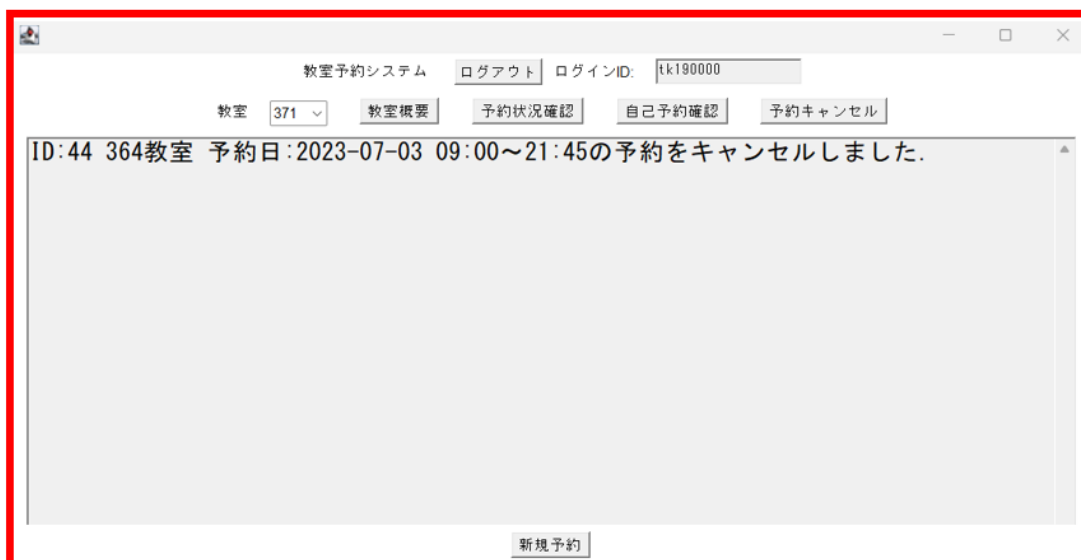 教室予約システム ログアウト ログインID: tk190000
教室 371 教室概要 予約状況確認 自己予約確認 予約キャンセル
ID:44 364教室 予約日:2023-07-03 09:00～21:45の予約をキャンセルしました.
新規予約